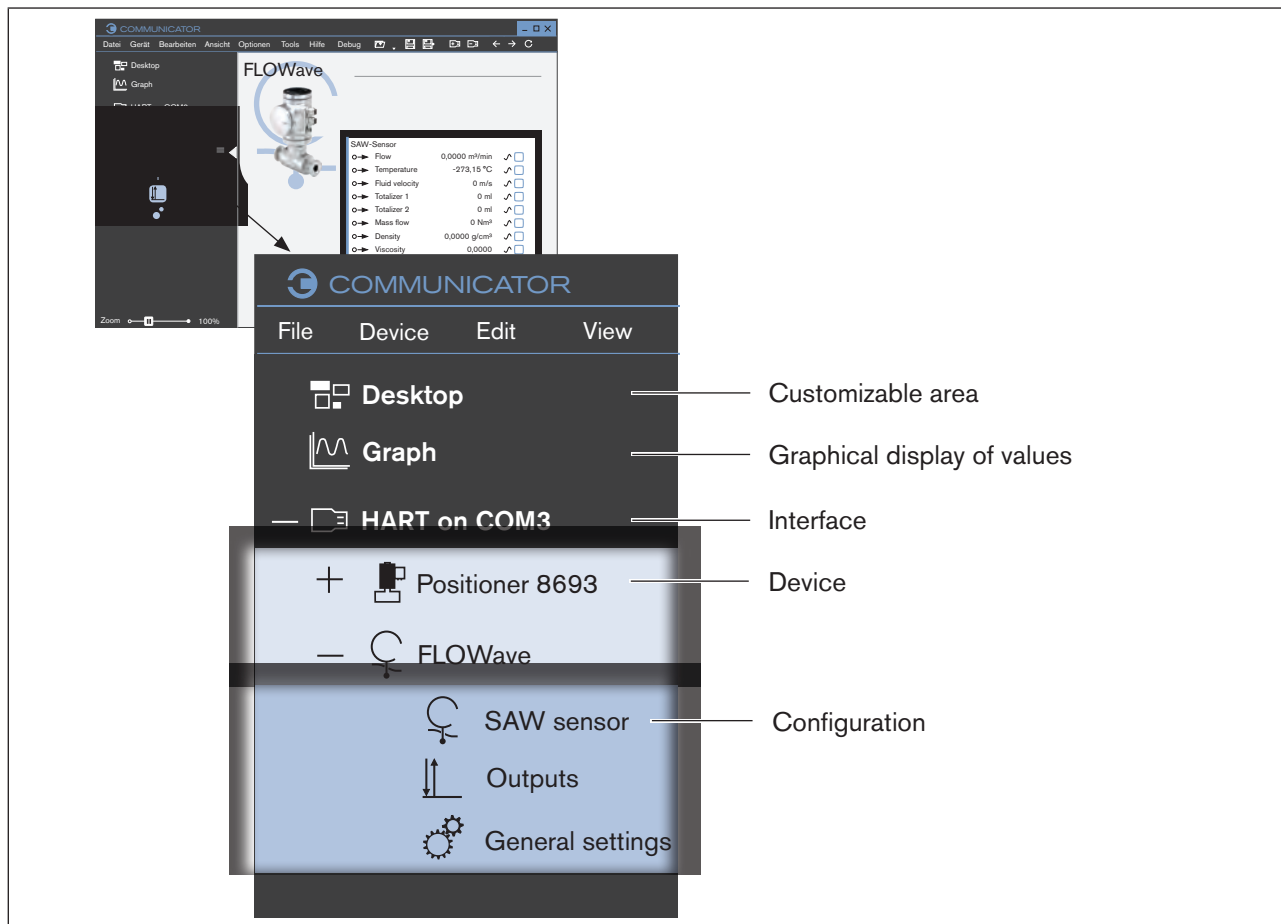 COMMUNICATOR
Datei Gerät Bearbeiten Ansicht Optionen Tools Hilfe Debug
Desktop
Graph
FLOWave
SAW-Sensor
Flow 0,0000 m³/min
Temperature -273,15 °C
Fluid velocity 0 m/s
Totalizer 1 0 ml
Totalizer 2 0 ml
Mass flow 0 Nm³
Density 0,0000 g/cm³
Viscosity 0,0000
Zoom 100%
COMMUNICATOR
File Device Edit View
Desktop
Customizable area
Graph
Graphical display of values
HART on COM3
Interface
Positioner 8693
Device
FLOWave
SAW sensor
Configuration
Outputs
General settings